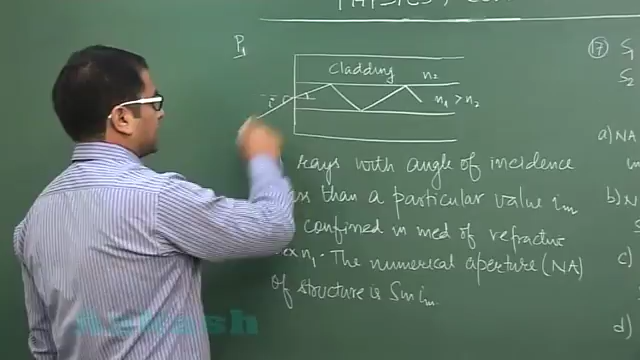 P1
Cladding n2
i
n1 > n2
rays with angle of incidence
than a particular value im
confined in med of refractive
n1. The numerical aperture (NA)
of structure is Sin im
17 S1
S2
a) NA
b) N
c)
d)
Aakash